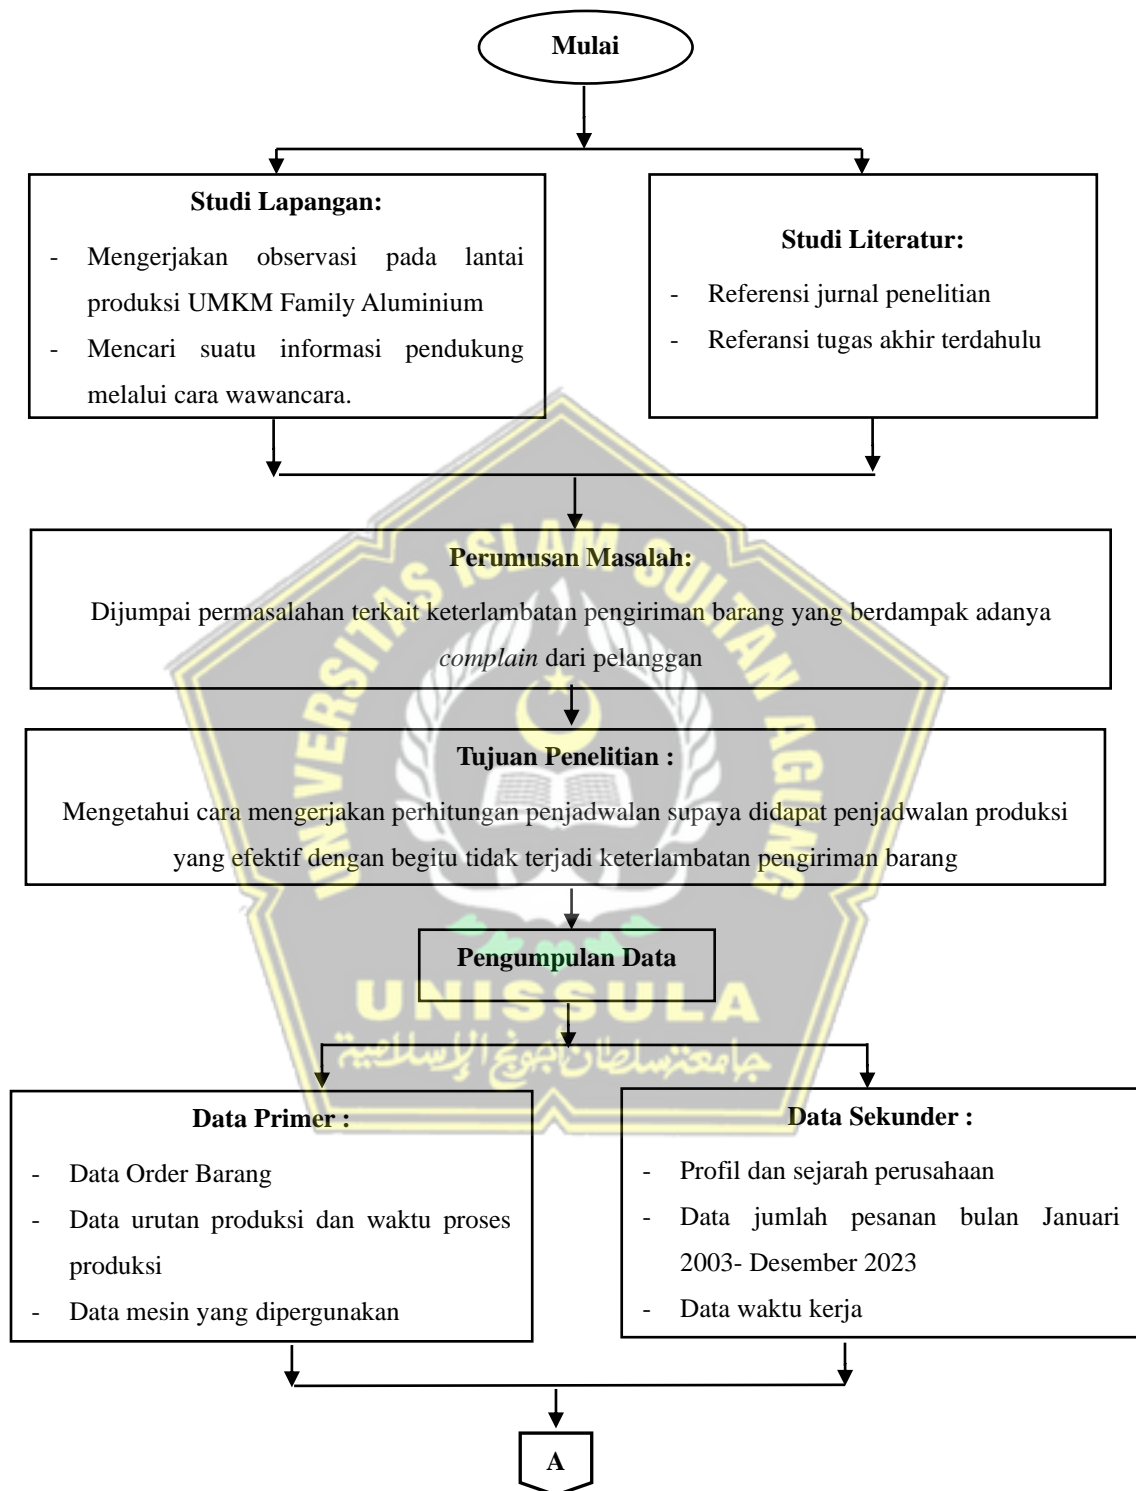 Mulai
Studi Lapangan:
- Mengerjakan observasi pada lantai
produksi UMKM Family Aluminium
- Mencari suatu informasi pendukung
melalui cara wawancara.
Studi Literatur:
- Referensi jurnal penelitian
- Referansi tugas akhir terdahulu
Perumusan Masalah:
Dijumpai permasalahan terkait keterlambatan pengiriman barang yang berdampak adanya
complain dari pelanggan
Tujuan Penelitian :
Mengetahui cara mengerjakan perhitungan penjadwalan supaya didapat penjadwalan produksi
yang efektif dengan begitu tidak terjadi keterlambatan pengiriman barang
Pengumpulan Data
Data Primer :
- Data Order Barang
- Data urutan produksi dan waktu proses
produksi
- Data mesin yang dipergunakan
Data Sekunder :
- Profil dan sejarah perusahaan
- Data jumlah pesanan bulan Januari
2003- Desember 2023
- Data waktu kerja
A
UNIVERSITAS ISLAM SULTAN AGUNG
UNISSULA
جامعة سلطان أجونج الإسلامية